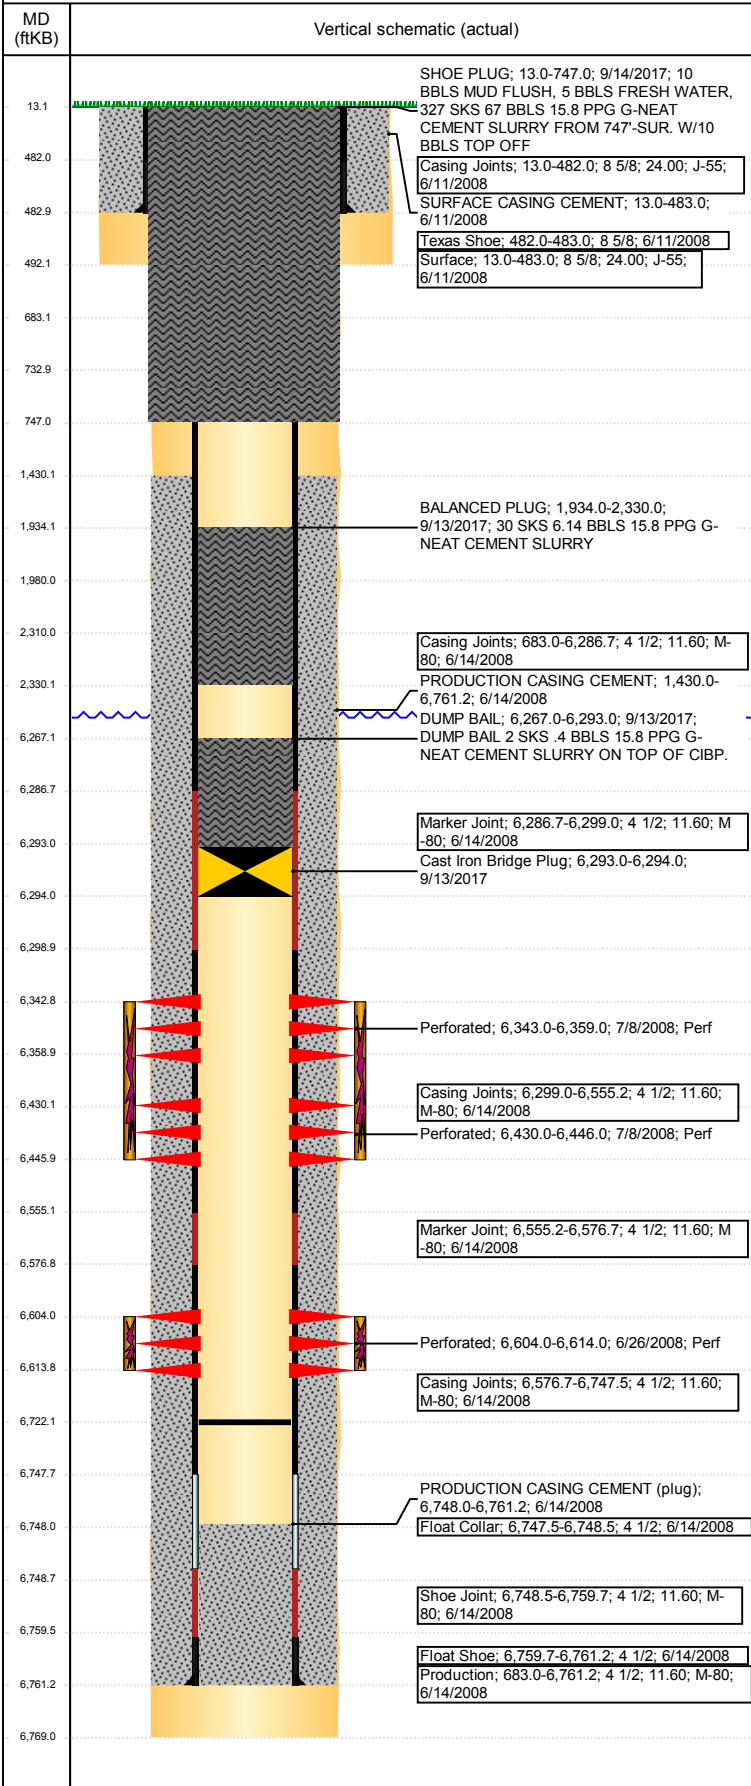 MD
(ftKB)
Vertical schematic (actual)
SHOE PLUG; 13.0-747.0; 9/14/2017; 10
BBLS MUD FLUSH, 5 BBLS FRESH WATER,
327 SKS 67 BBLS 15.8 PPG G-NEAT
CEMENT SLURRY FROM 747'-SUR. W/10
BBLS TOP OFF
13.1
482.0
Casing Joints; 13.0-482.0; 8 5/8; 24.00; J-55;
6/11/2008
SURFACE CASING CEMENT; 13.0-483.0;
6/11/2008
482.9
Texas Shoe; 482.0-483.0; 8 5/8; 6/11/2008
Surface; 13.0-483.0; 8 5/8; 24.00; J-55;
6/11/2008
492.1
683.1
732.9
747.0
1,430.1
BALANCED PLUG; 1,934.0-2,330.0;
9/13/2017; 30 SKS 6.14 BBLS 15.8 PPG G-
NEAT CEMENT SLURRY
1,934.1
1,980.0
2,310.0
Casing Joints; 683.0-6,286.7; 4 1/2; 11.60; M-
80; 6/14/2008
PRODUCTION CASING CEMENT; 1,430.0-
6,761.2; 6/14/2008
2,330.1
DUMP BAIL; 6,267.0-6,293.0; 9/13/2017;
DUMP BAIL 2 SKS .4 BBLS 15.8 PPG G-
NEAT CEMENT SLURRY ON TOP OF CIBP.
6,267.1
6,286.7
Marker Joint; 6,286.7-6,299.0; 4 1/2; 11.60; M
-80; 6/14/2008
6,293.0
Cast Iron Bridge Plug; 6,293.0-6,294.0;
9/13/2017
6,294.0
6,298.9
6,342.8
Perforated; 6,343.0-6,359.0; 7/8/2008; Perf
6,358.9
Casing Joints; 6,299.0-6,555.2; 4 1/2; 11.60;
M-80; 6/14/2008
6,430.1
Perforated; 6,430.0-6,446.0; 7/8/2008; Perf
6,445.9
6,555.1
Marker Joint; 6,555.2-6,576.7; 4 1/2; 11.60; M
-80; 6/14/2008
6,576.8
6,604.0
Perforated; 6,604.0-6,614.0; 6/26/2008; Perf
6,613.8
Casing Joints; 6,576.7-6,747.5; 4 1/2; 11.60;
M-80; 6/14/2008
6,722.1
6,747.7
PRODUCTION CASING CEMENT (plug);
6,748.0-6,761.2; 6/14/2008
6,748.0
Float Collar; 6,747.5-6,748.5; 4 1/2; 6/14/2008
6,748.7
Shoe Joint; 6,748.5-6,759.7; 4 1/2; 11.60; M-
80; 6/14/2008
6,759.5
Float Shoe; 6,759.7-6,761.2; 4 1/2; 6/14/2008
Production; 683.0-6,761.2; 4 1/2; 11.60; M-80;
6/14/2008
6,761.2
6,769.0